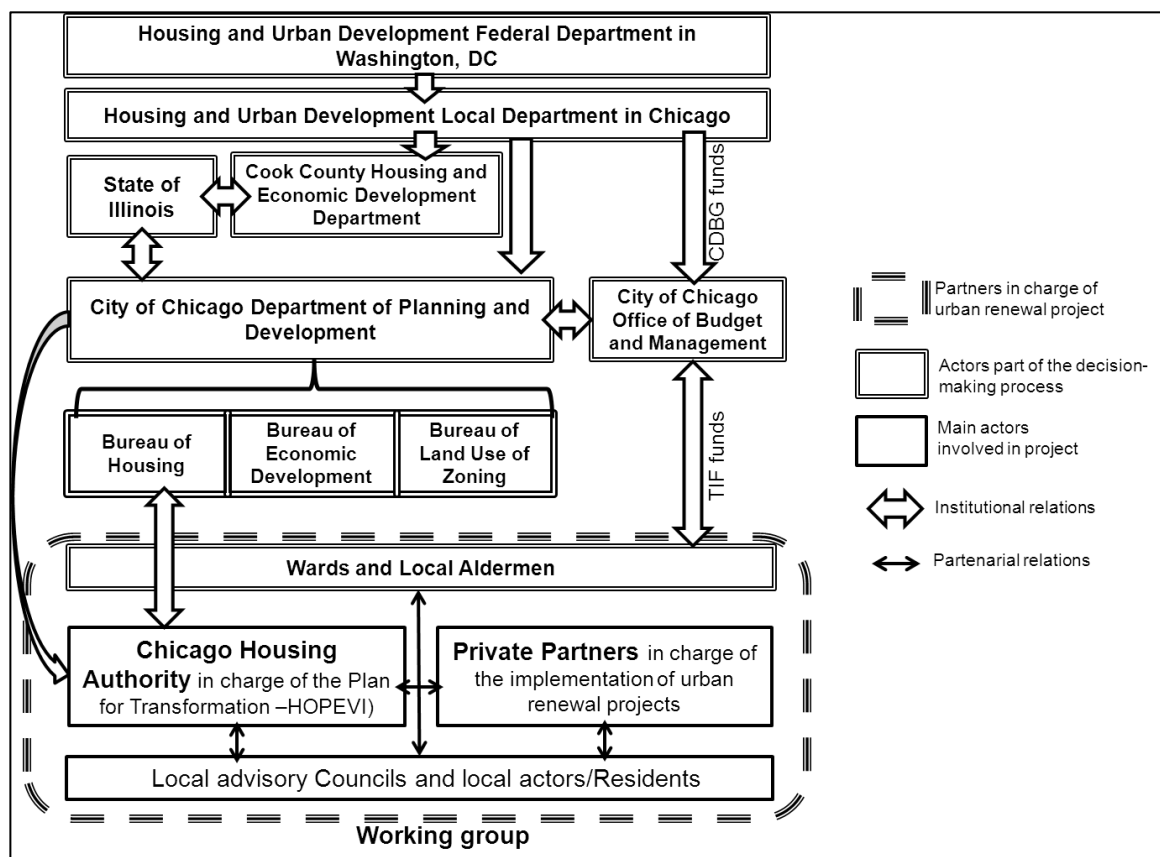 Housing and Urban Development Federal Department in
Washington, DC
Housing and Urban Development Local Department in Chicago
State of
Illinois
Cook County Housing and
Economic Development
Department
CDBG funds
City of Chicago Department of Planning and
Development
City of Chicago
Office of Budget
and Management
Bureau of
Housing
Bureau of
Economic
Development
Bureau of
Land Use of
Zoning
TIF funds
Wards and Local Aldermen
Chicago Housing
Authority in charge of the Plan
for Transformation –HOPEVI)
Private Partners in charge of
the implementation of urban
renewal projects
Local advisory Councils and local actors/Residents
Working group
Partners in charge of
urban renewal project
Actors part of the decision-
making process
Main actors
involved in project
Institutional relations
Partenarial relations